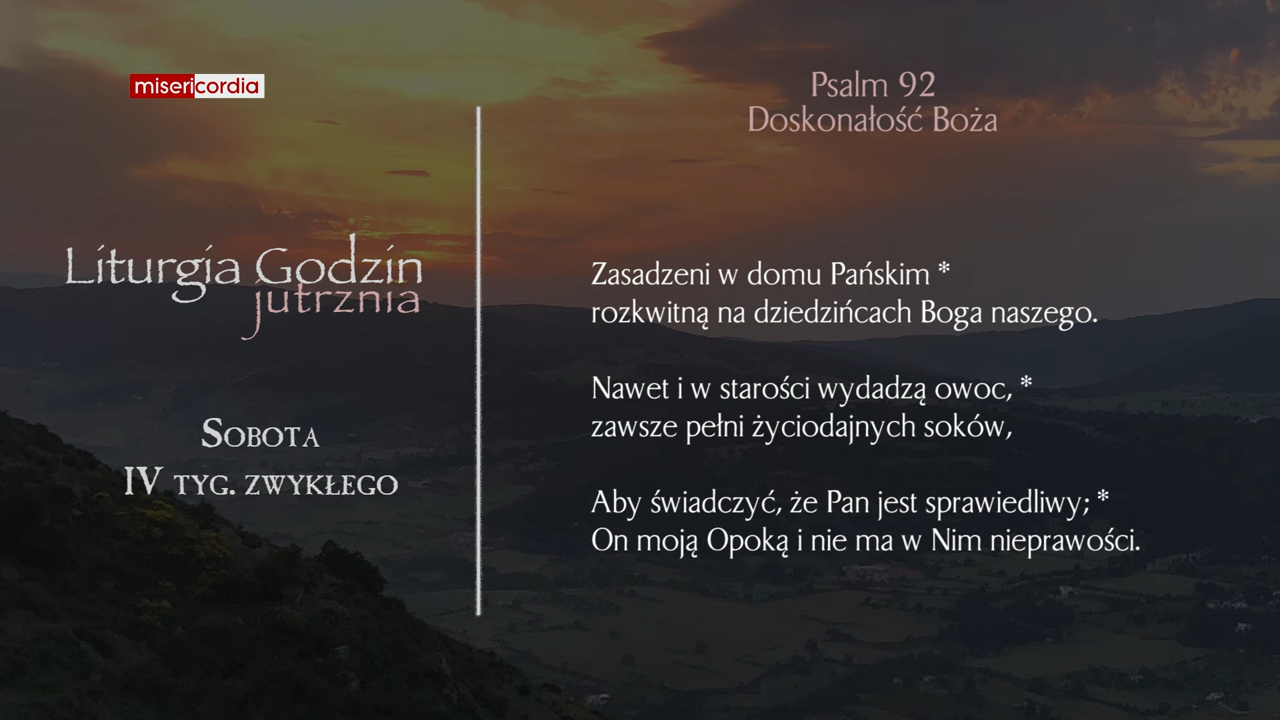 misericordia
Liturgia Godzin
jutrznia
Sobota
IV tyg. zwykłego
Psalm 92
Doskonałość Boża
Zasadzeni w domu Pańskim *
rozkwitną na dziedzińcach Boga naszego.
Nawet i w starości wydadzą owoc, *
zawsze pełni życiodajnych soków,
Aby świadczyć, że Pan jest sprawiedliwy; *
On moją Opoką i nie ma w Nim nieprawości.